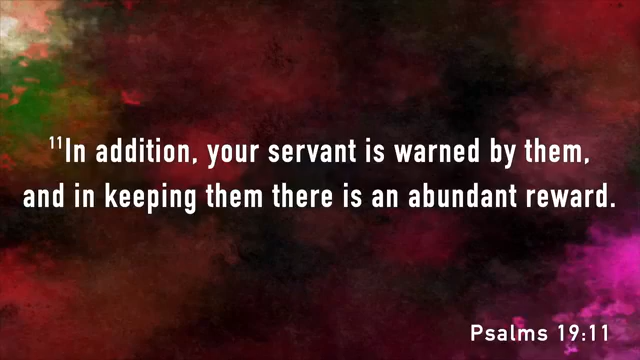 ¹¹In addition, your servant is warned by them,
and in keeping them there is an abundant reward.
Psalms 19:11